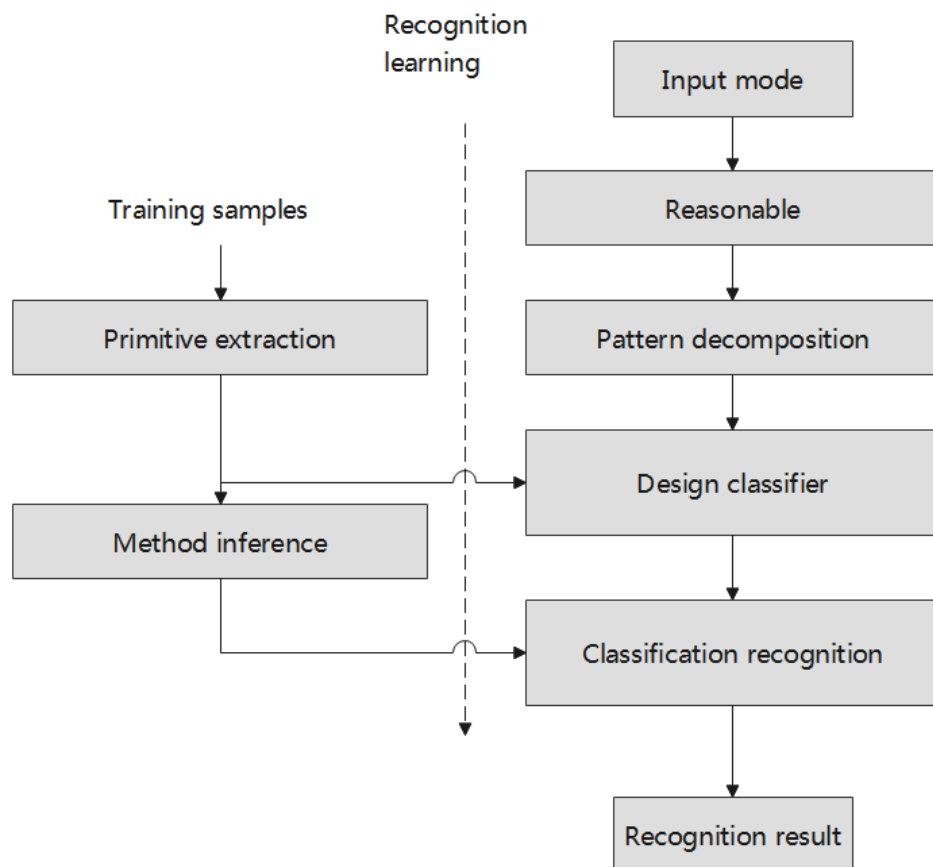 Recognition
learning
Input mode
Reasonable
Training samples
Primitive extraction
Pattern decomposition
Design classifier
Method inference
Classification recognition
Recognition result